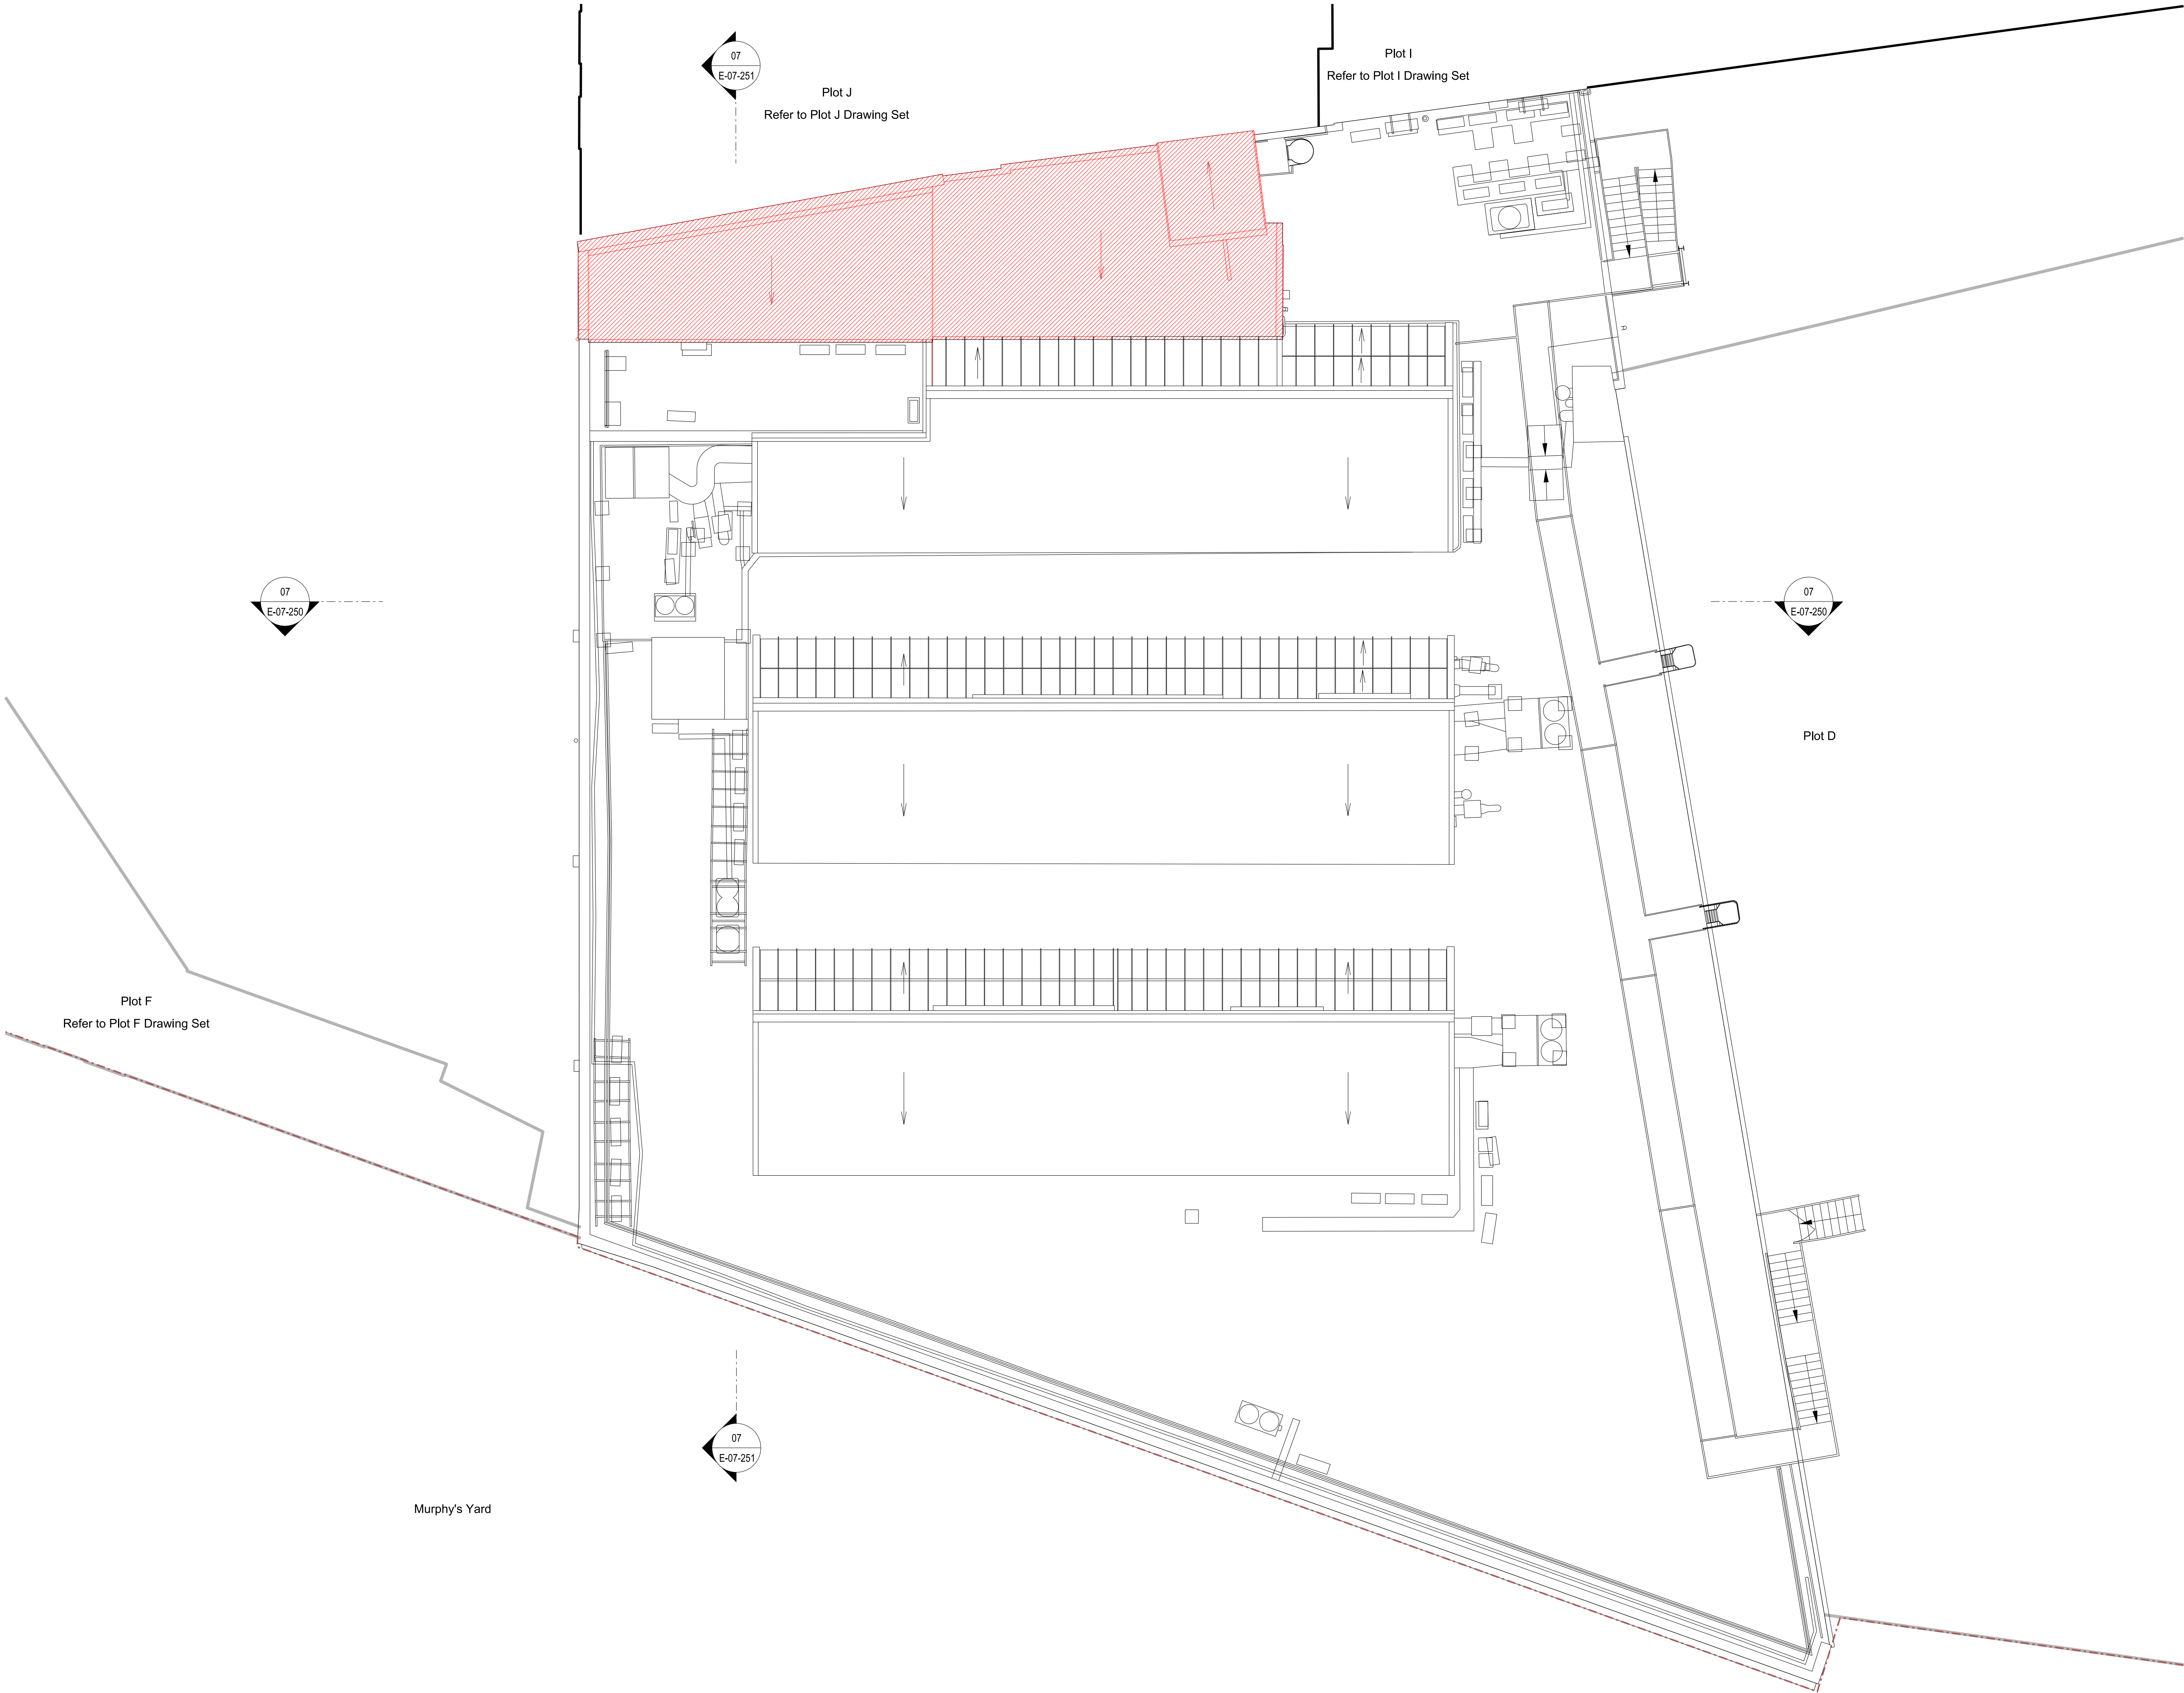 07
E-07-251
Plot J
Refer to Plot J Drawing Set
Plot I
Refer to Plot I Drawing Set
07
E-07-250
07
E-07-250
Plot D
Plot F
Refer to Plot F Drawing Set
07
E-07-251
Murphy's Yard